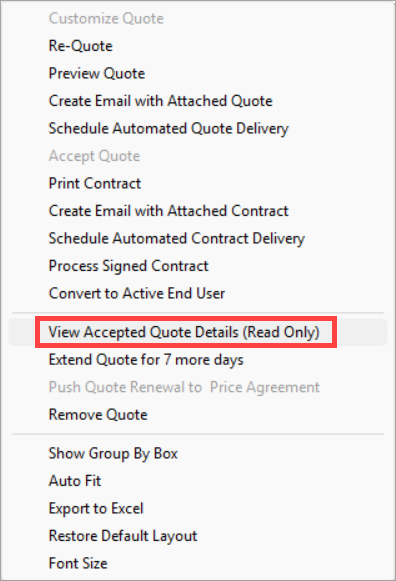 Customize Quote
Re-Quote
Preview Quote
Create Email with Attached Quote
Schedule Automated Quote Delivery
Accept Quote
Print Contract
Create Email with Attached Contract
Schedule Automated Contract Delivery
Process Signed Contract
Convert to Active End User
View Accepted Quote Details (Read Only)
Extend Quote for 7 more days
Push Quote Renewal to  Price Agreement
Remove Quote
Show Group By Box
Auto Fit
Export to Excel
Restore Default Layout
Font Size